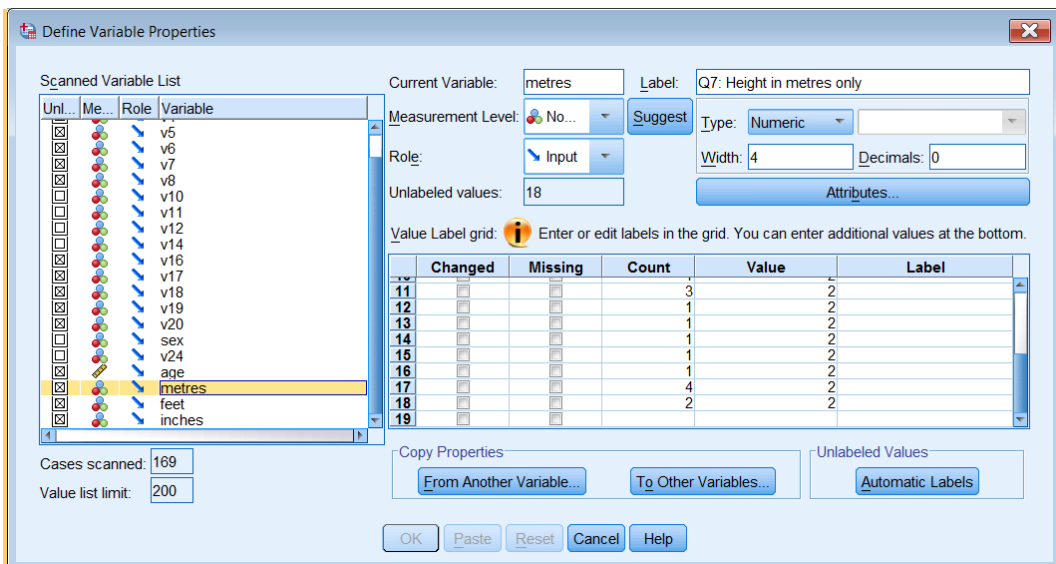 Define Variable Properties
Scanned Variable List
Unl... Me... Role Variable
v5
v6
v7
v8
v10
v11
v12
v14
v16
v17
v18
v19
v20
sex
v24
age
metres
feet
inches
Cases scanned: 169
Value list limit: 200
Current Variable: metres Label: Q7: Height in metres only
Measurement Level: No... Suggest Type: Numeric
Role: Input Width: 4 Decimals: 0
Unlabeled values: 18 Attributes...
Value Label grid: i Enter or edit labels in the grid. You can enter additional values at the bottom.
Changed Missing Count Value Label
11 3 2
12 1 2
13 1 2
14 1 2
15 1 2
16 1 2
17 4 2
18 2 2
19
Copy Properties Unlabeled Values
From Another Variable... To Other Variables... Automatic Labels
OK Paste Reset Cancel Help